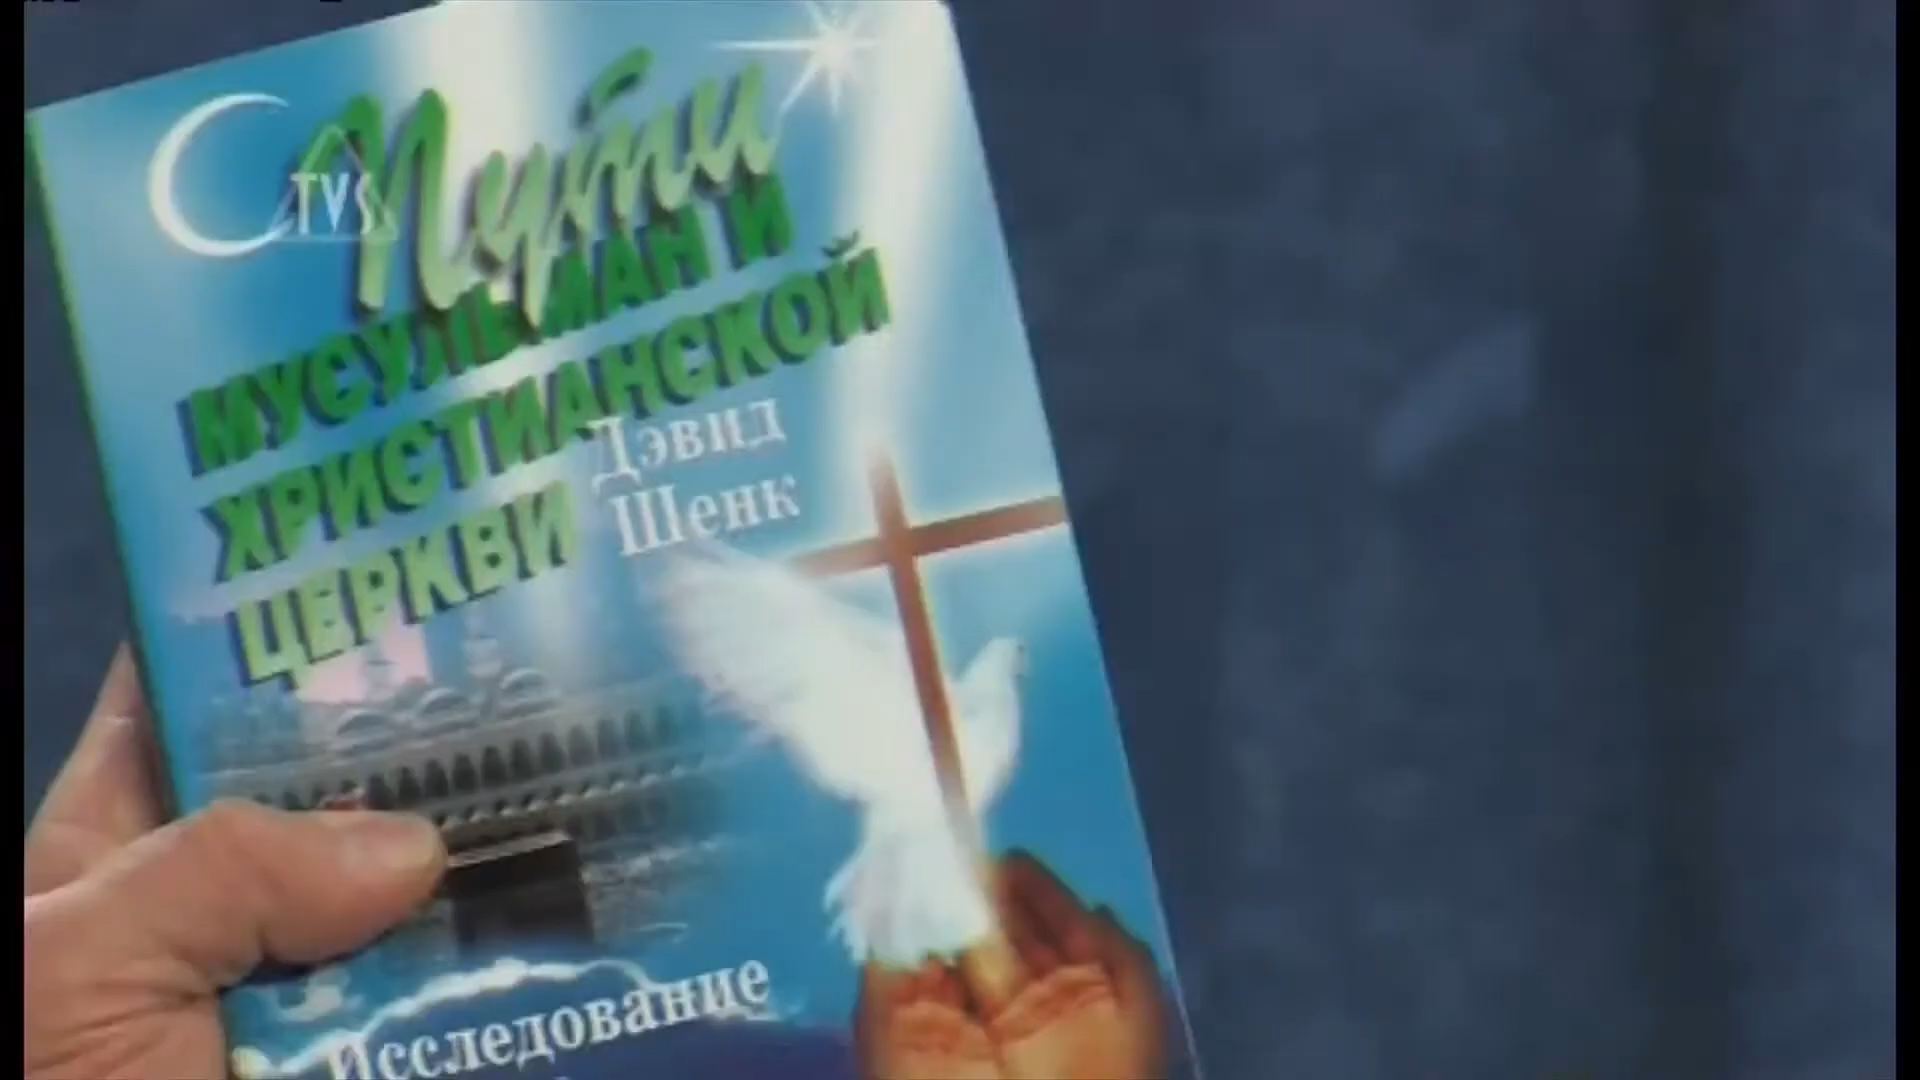 TVS
Пути
МУСУЛЬМАН И
ХРИСТИАНСКОЙ
ЦЕРКВИ
Дэвид
Шенк
Исследование